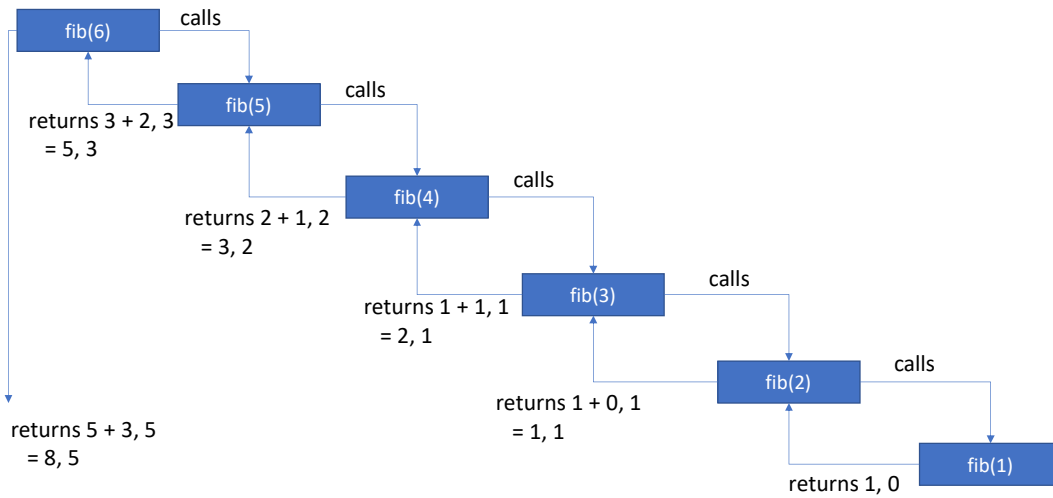 fib(6)
calls
fib(5)
calls
returns 3 + 2, 3
= 5, 3
fib(4)
calls
returns 2 + 1, 2
= 3, 2
fib(3)
calls
returns 1 + 1, 1
= 2, 1
fib(2)
calls
returns 1 + 0, 1
= 1, 1
returns 5 + 3, 5
= 8, 5
fib(1)
returns 1, 0